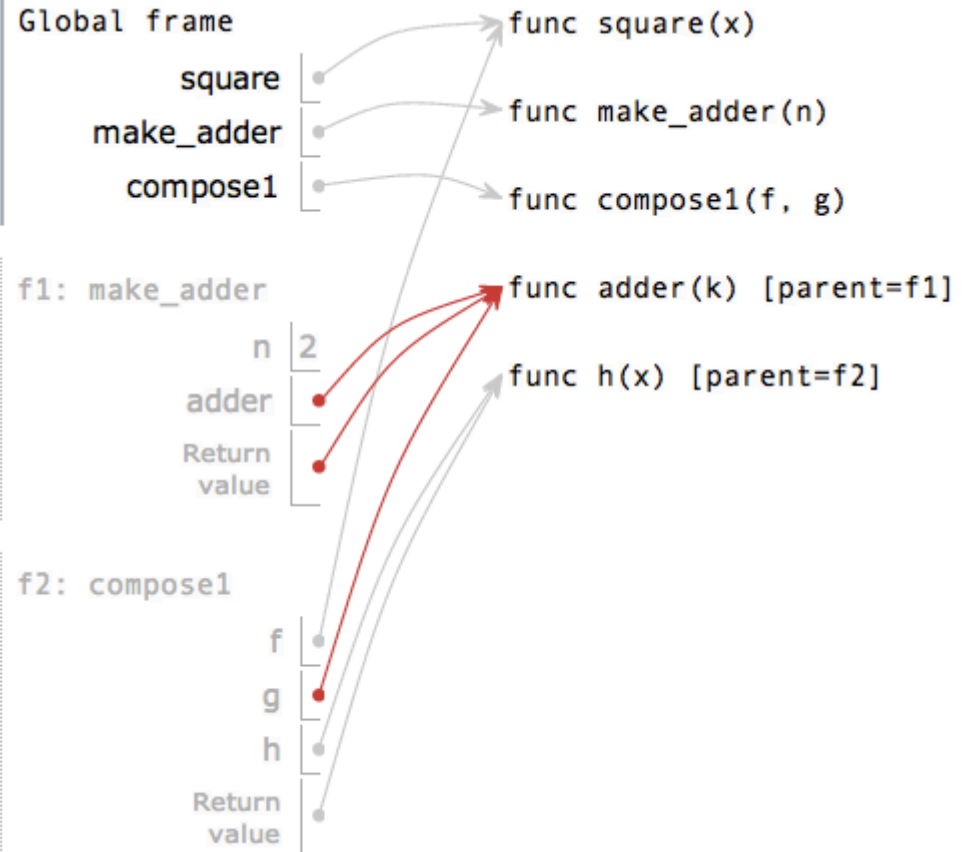 Global frame
square
make_adder
compose1
func square(x)
func make_adder(n)
func compose1(f, g)
func adder(k) [parent=f1]
func h(x) [parent=f2]
f1: make_adder
n 2
adder
Return
value
f2: compose1
f
g
h
Return
value